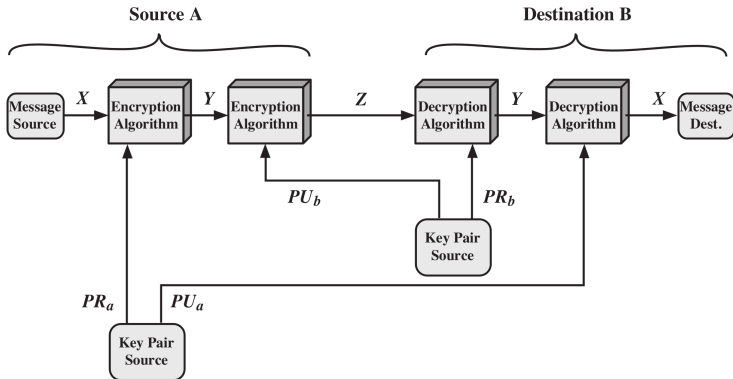 Source A
Destination B
Message
Source
X
Encryption
Algorithm
Y
Encryption
Algorithm
Z
Decryption
Algorithm
Y
Decryption
Algorithm
X
Message
Dest.
PUb
PRb
Key Pair
Source
PRa
PUa
Key Pair
Source